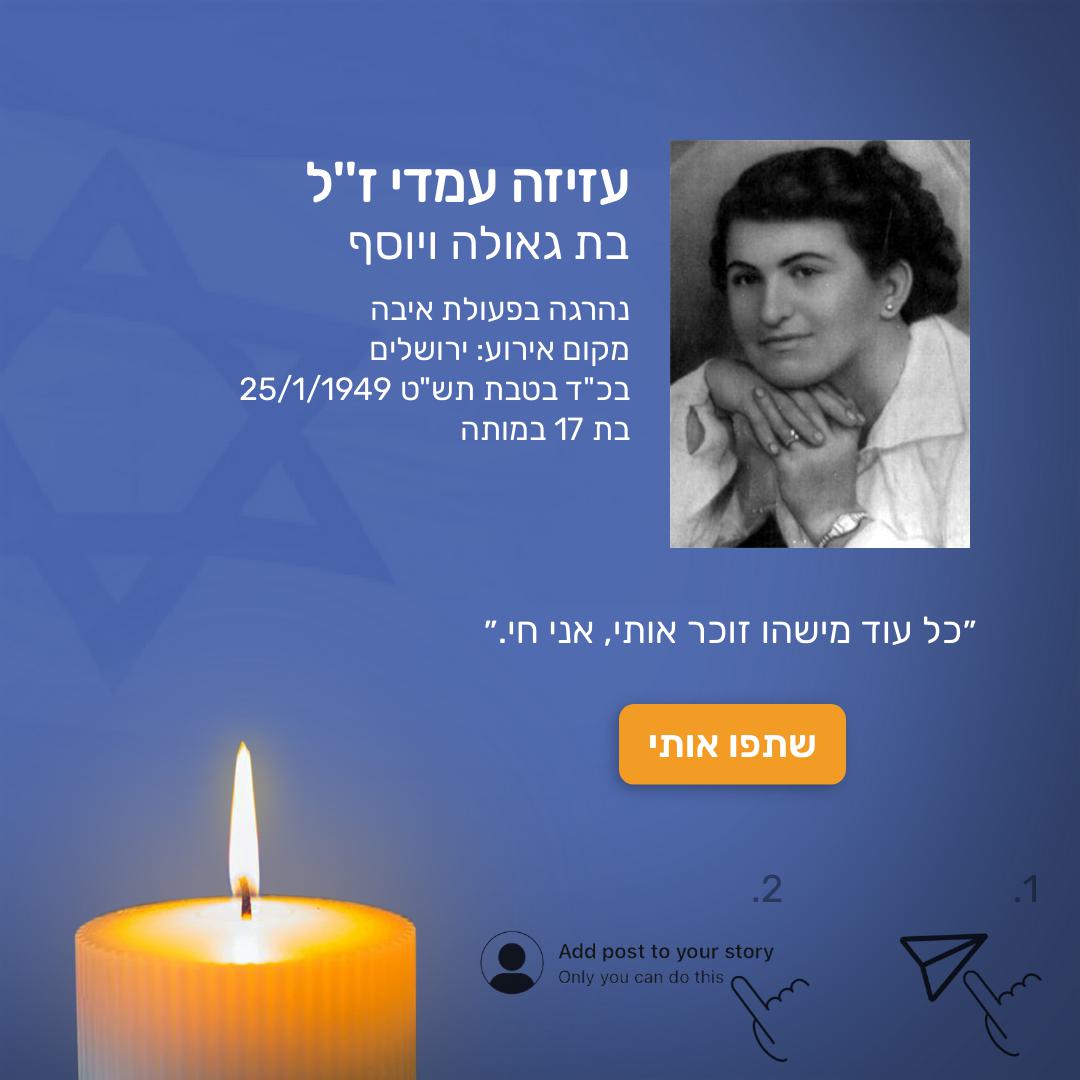 עזיזה עמדי ז"ל
בת גאולה ויוסף
נהרגה בפעולת איבה
מקום אירוע: ירושלים
בכ"ד בטבת תש"ט 25/1/1949
בת 17 במותה
״כל עוד מישהו זוכר אותי, אני חי.״
שתפו אותי
1.
2.
Add post to your story
Only you can do this